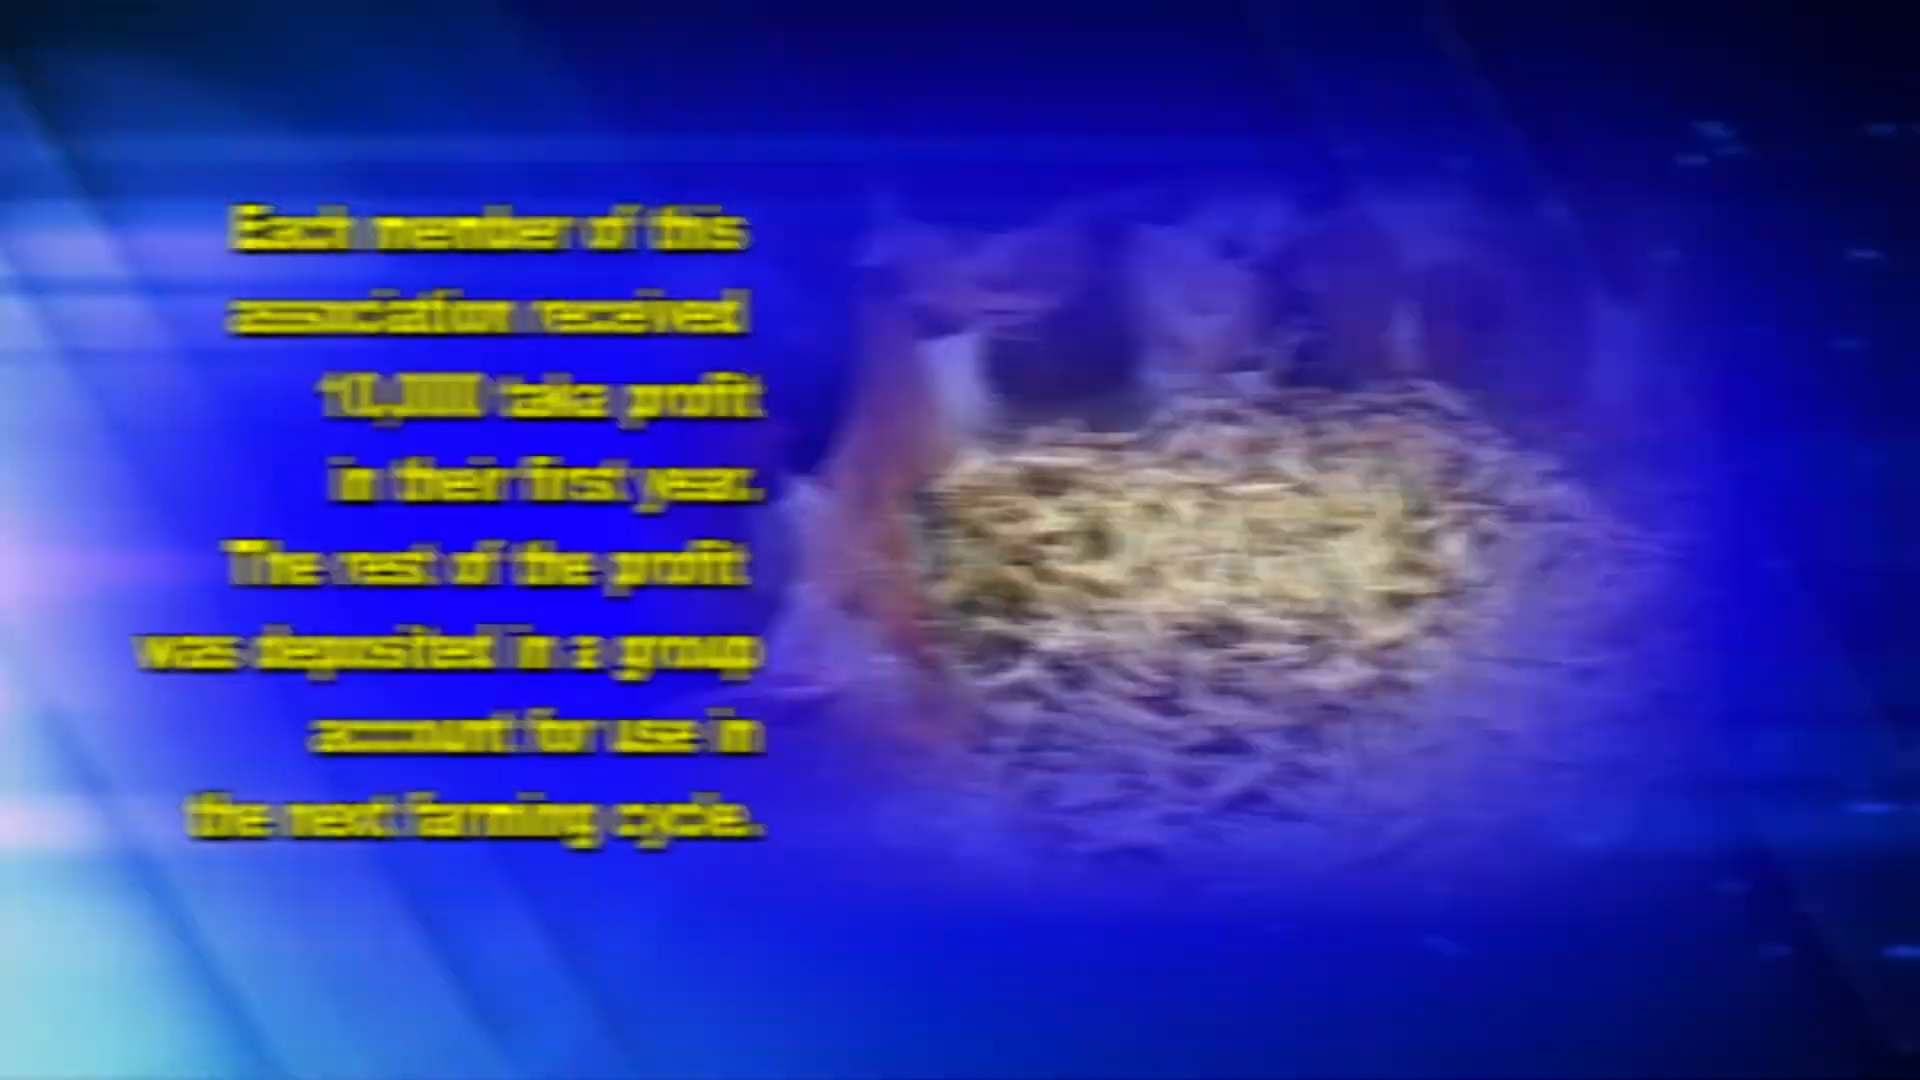 Each member of this
association received
10,000 taka profit
in their first year.
The rest of the profit
was deposited in a group
account for use in
the next farming cycle.